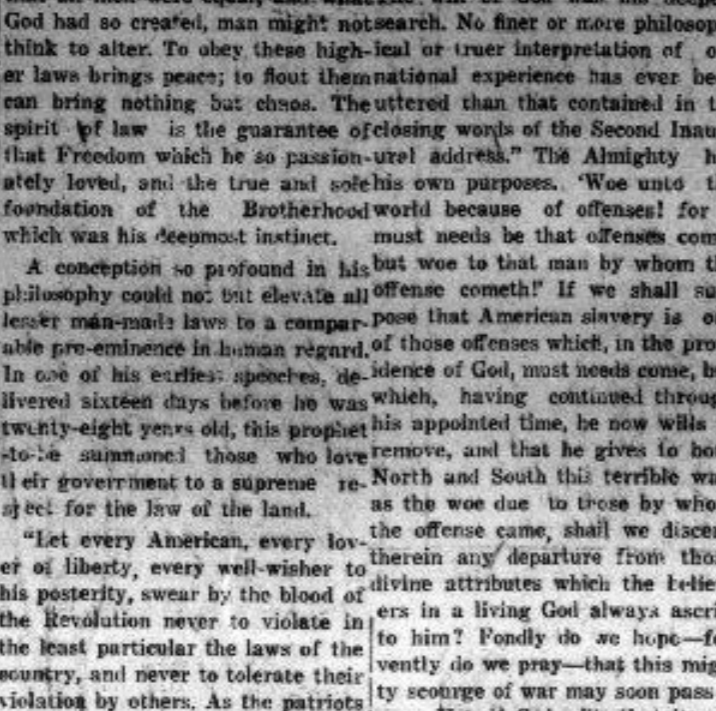 God had so created, man might not
think to alter. To obey these high-
er laws brings peace; to flout them
can bring nothing but chaos. The
spirit of law is the guarantee of
that Freedom which he so passion-
ately loved, and the true and sole
foundation of the Brotherhood
which was his deepmost instinct.
A conception so profound in his
philosophy could not but elevate all
lesser man-made laws to a compar-
able pre-eminence in human regard.
In one of his earliest speeches, de-
livered sixteen days before he was
twenty-eight years old, this prophet
-to-be summoned those who love
their government to a supreme re-
spect for the law of the land.
"Let every American, every lov-
er of liberty, every well-wisher to
his posterity, swear by the blood of
the Revolution never to violate in
the least particular the laws of the
country, and never to tolerate their
violation by others. As the patriots
search. No finer or more philosop
ical or truer interpretation of o
national experience has ever be
uttered than that contained in t
closing words of the Second Inau
ural address." The Almighty h
his own purposes. 'Woe unto t
world because of offenses! for
must needs be that offenses com
but woe to that man by whom th
offense cometh!' If we shall su
pose that American slavery is o
of those offenses which, in the pro
idence of God, must needs come, b
which, having continued throug
his appointed time, he now wills
remove, and that he gives to bo
North and South this terrible wa
as the woe due to those by who
the offense came, shall we discer
therein any departure from tho
divine attributes which the believ
ers in a living God always ascri
to him? Fondly do we hope—fe
vently do we pray—that this mig
ty scourge of war may soon pass